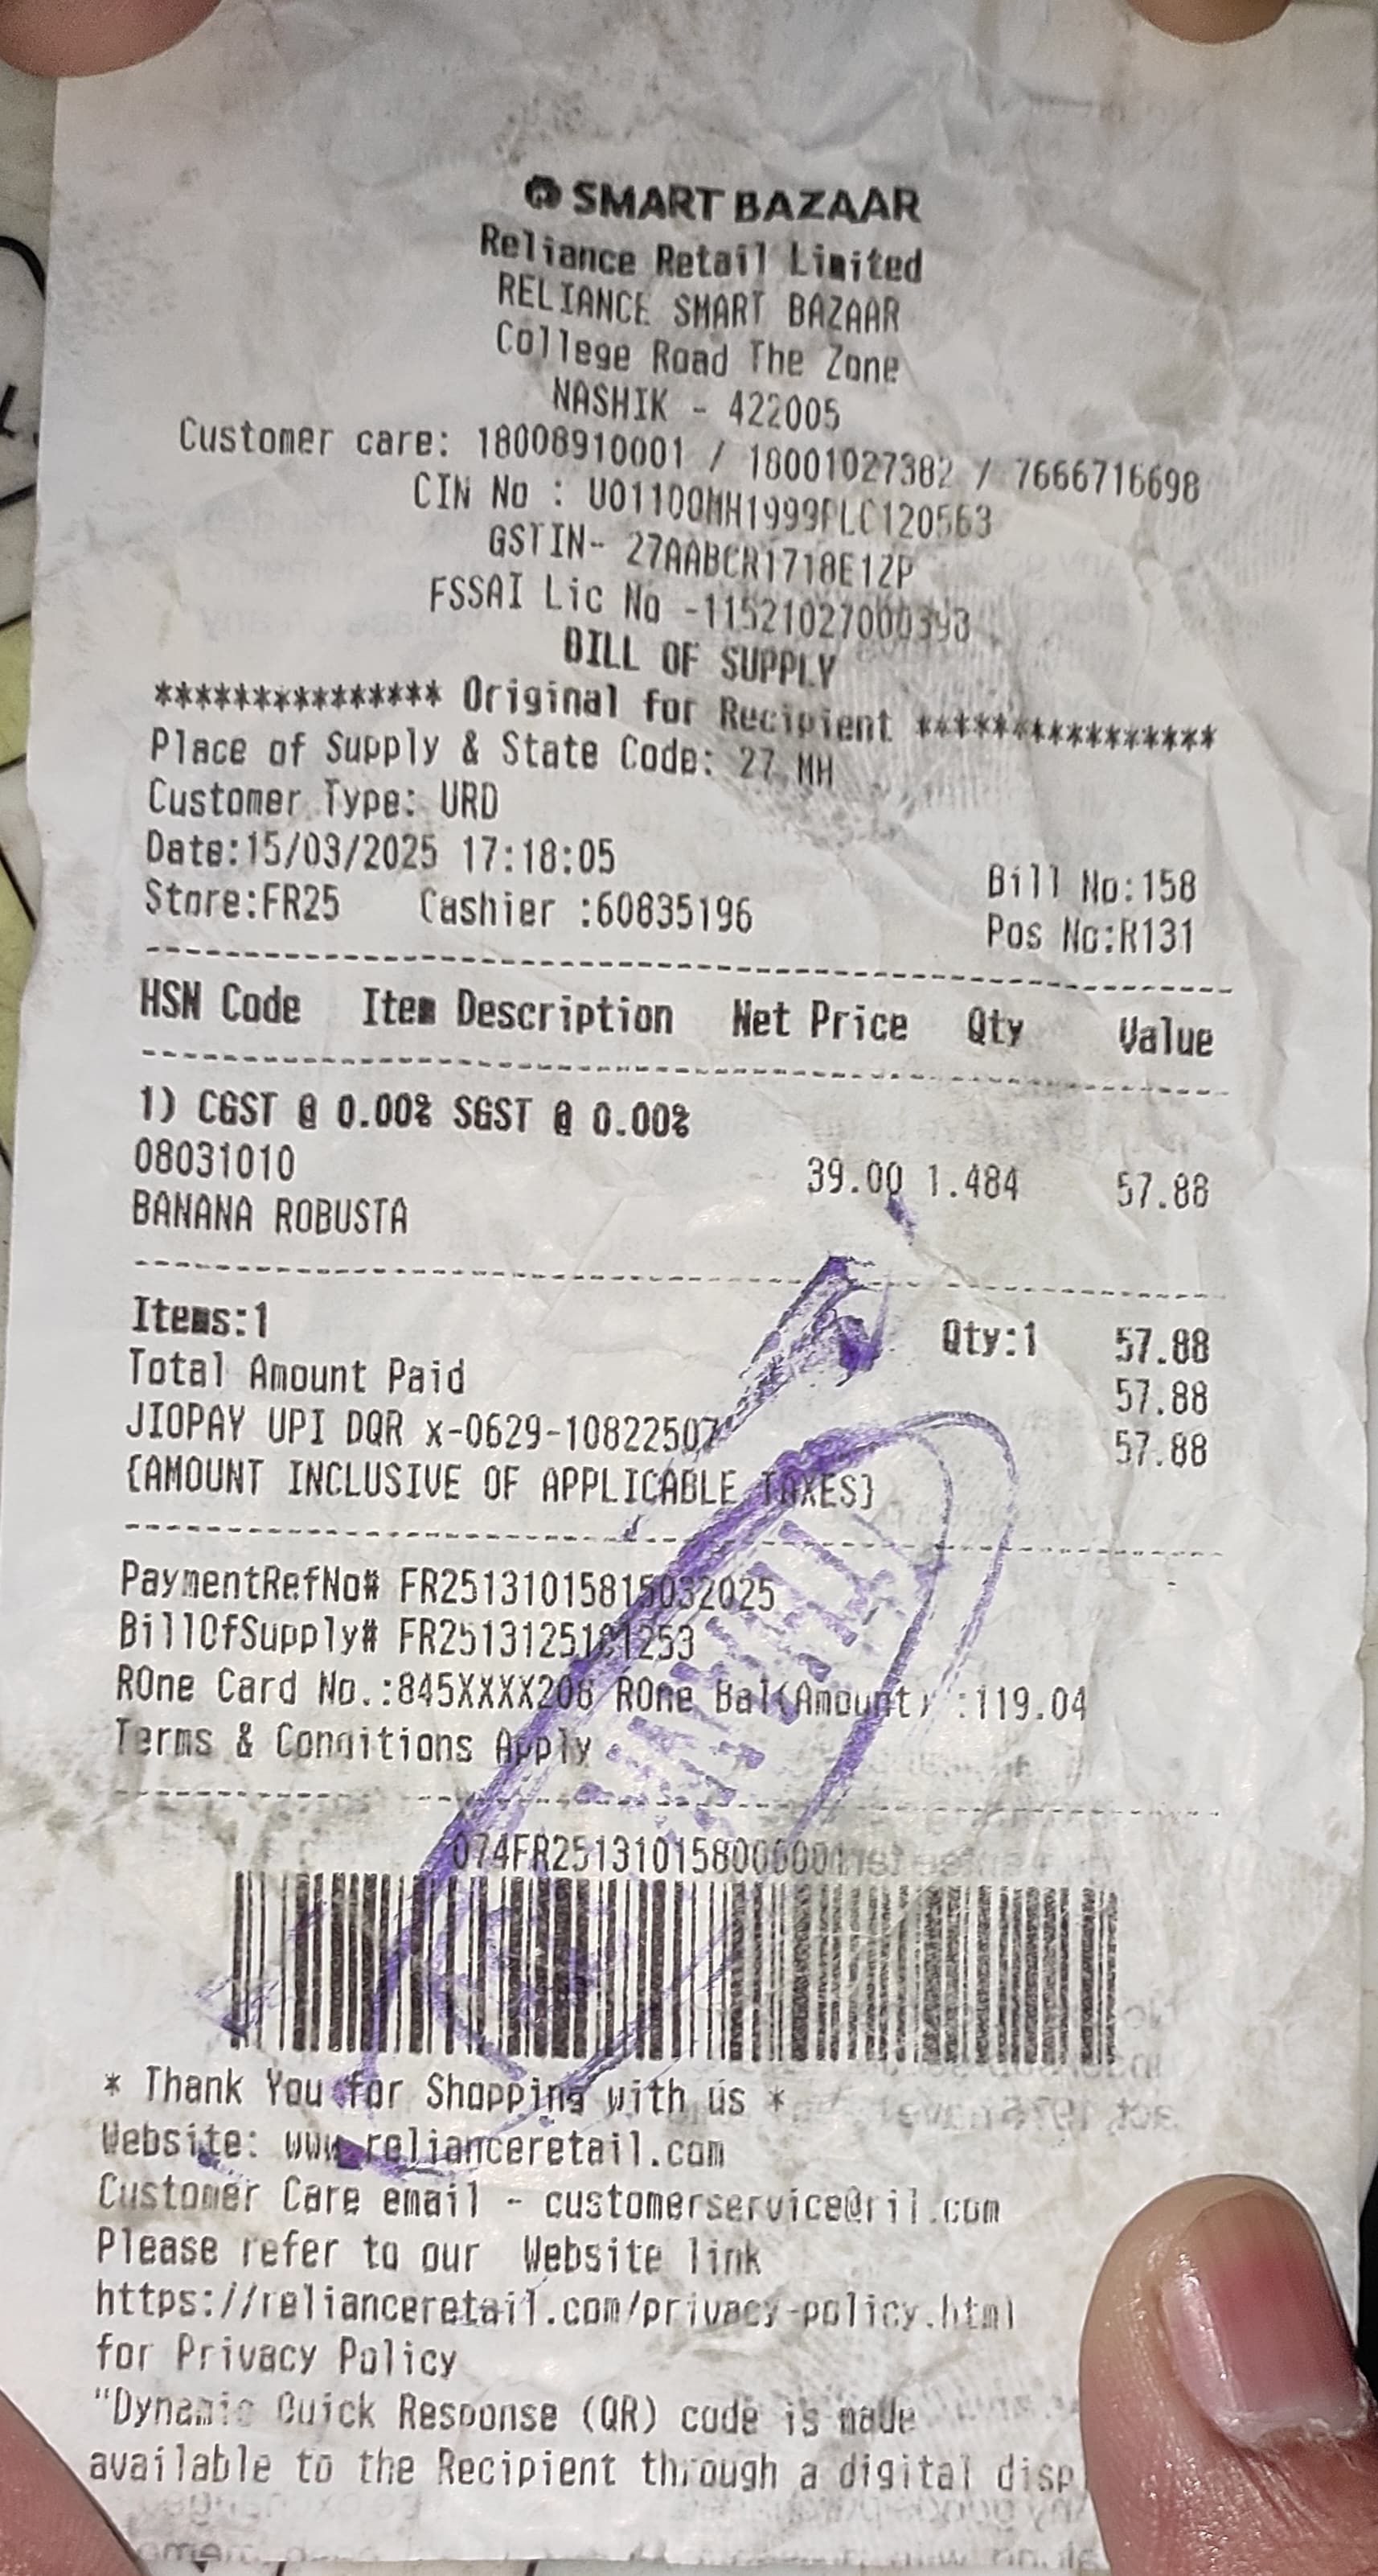 SMART BAZAAR
Reliance Retail Limited
RELIANCE SMART BAZAAR
College Road The Zone
NASHIK - 422005
Customer care: 18008910001 / 18001027382 / 7666716698
CIN No : U01100MH1999PLC120563
GSTIN- 27AABCR1718E1ZP
FSSAI Lic No -11521027000393
BILL OF SUPPLY
*************** Original for Recipient ****************
Place of Supply & State Code: 27 MH
Customer Type: URD
Date:15/03/2025 17:18:05 Bill No:158
Store:FR25 Cashier :60835196 Pos No:R131
HSN Code Item Description Net Price Qty Value
1) CGST @ 0.00% SGST @ 0.00%
08031010 39.00 1.484 57.88
BANANA ROBUSTA
Items:1 Qty:1 57.88
Total Amount Paid 57.88
JIOPAY UPI DQR x-0629-10822507 57.88
{AMOUNT INCLUSIVE OF APPLICABLE TAXES}
PaymentRefNo# FR25131015815032025
BillOfSupply# FR2513125101253
ROne Card No.:845XXXX206 ROne Bal(Amount) :119.04
Terms & Conditions Apply
074FR2513101580000001
* Thank You for Shopping with us *
Website: www.relianceretail.com
Customer Care email - customerservice@ril.com
Please refer to our Website link
https://relianceretail.com/privacy-policy.html
for Privacy Policy
"Dynamic Quick Response (QR) code is made
available to the Recipient through a digital disp